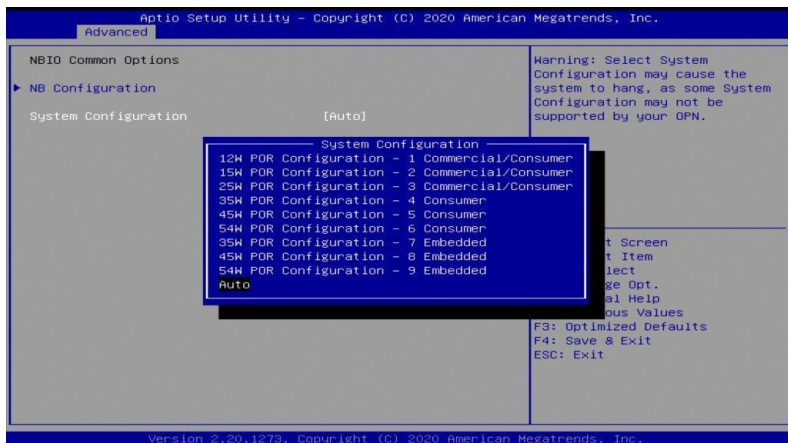 Aptio Setup Utility – Copyright (C) 2020 American Megatrends, Inc.
Advanced
NBIO Common Options
NB Configuration
System Configuration [Auto]
Warning: Select System
Configuration may cause the
system to hang, as some System
Configuration may not be
supported by your OPN.
System Configuration
12W POR Configuration – 1 Commercial/Consumer
15W POR Configuration – 2 Commercial/Consumer
25W POR Configuration – 3 Commercial/Consumer
35W POR Configuration – 4 Consumer
45W POR Configuration – 5 Consumer
54W POR Configuration – 6 Consumer
35W POR Configuration – 7 Embedded
45W POR Configuration – 8 Embedded
54W POR Configuration – 9 Embedded
Auto
t Screen
t Item
lect
ge Opt.
al Help
ous Values
F3: Optimized Defaults
F4: Save & Exit
ESC: Exit
Version 2.20.1273. Copyright (C) 2020 American Megatrends, Inc.